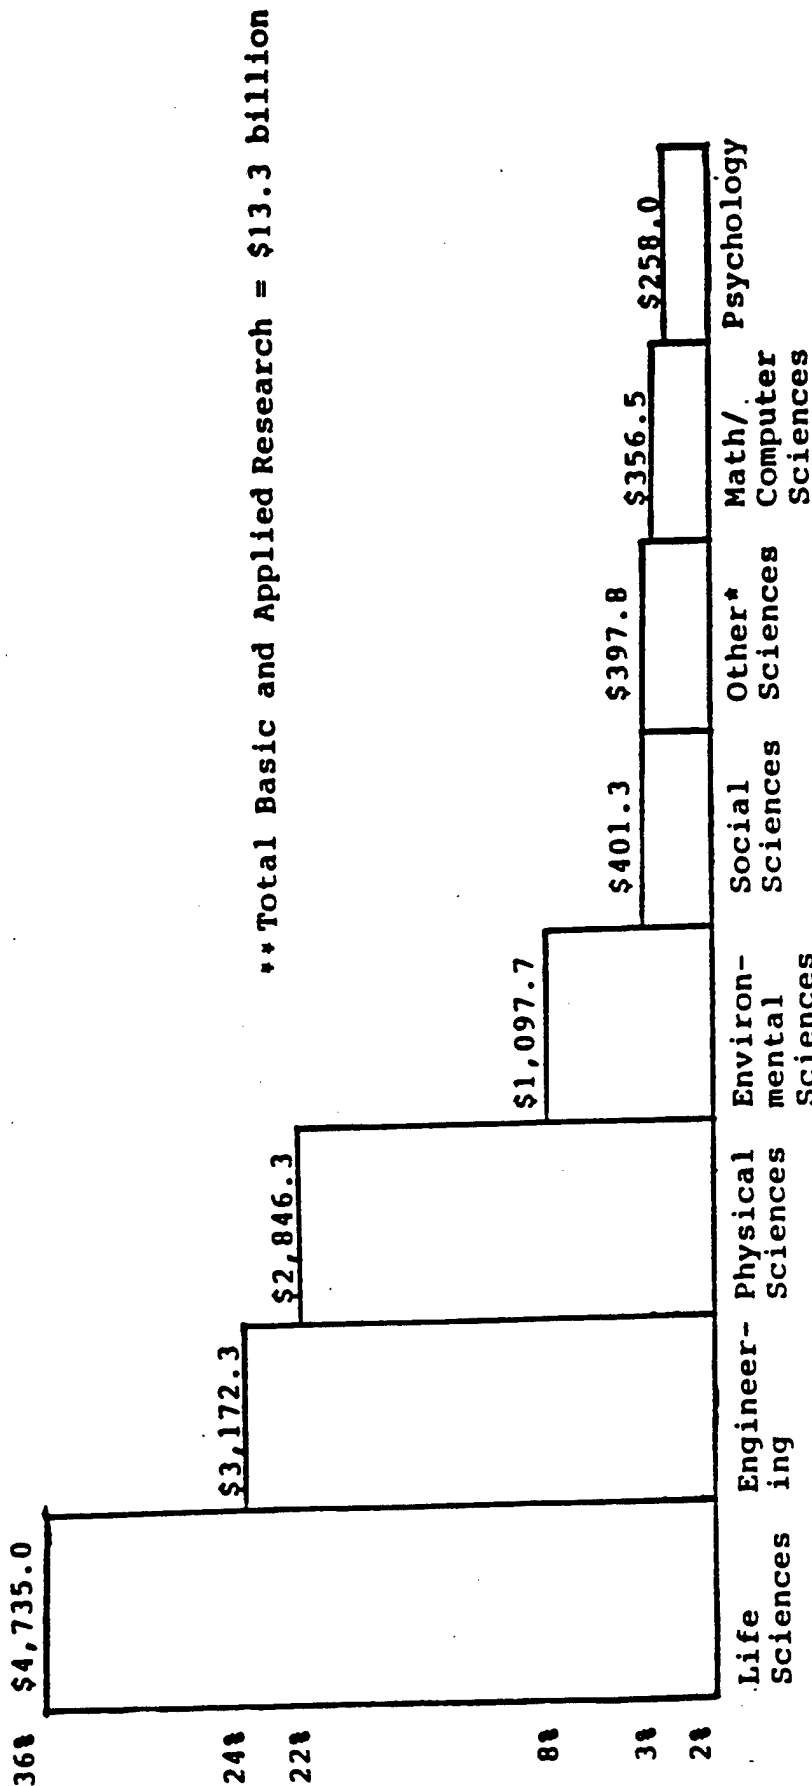 **Total Basic and Applied Research = $13.3 billion
36%
24%
22%
8%
3%
2%
$4,735.0
$3,172.3
$2,846.3
$1,097.7
$401.3
$397.8
$356.5
$258.0
Life
Sciences
Engineer-
ing
Physical
Sciences
Environ-
mental
Sciences
Social
Sciences
Other*
Sciences
Math/
Computer
Sciences
Psychology